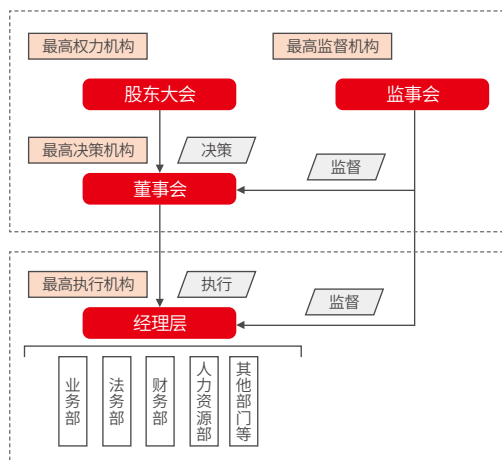 最高权力机构
最高监督机构
股东大会
监事会
最高决策机构
决策
监督
董事会
最高执行机构
执行
监督
经理层
业务部
法务部
财务部
人力资源部
其他部门等